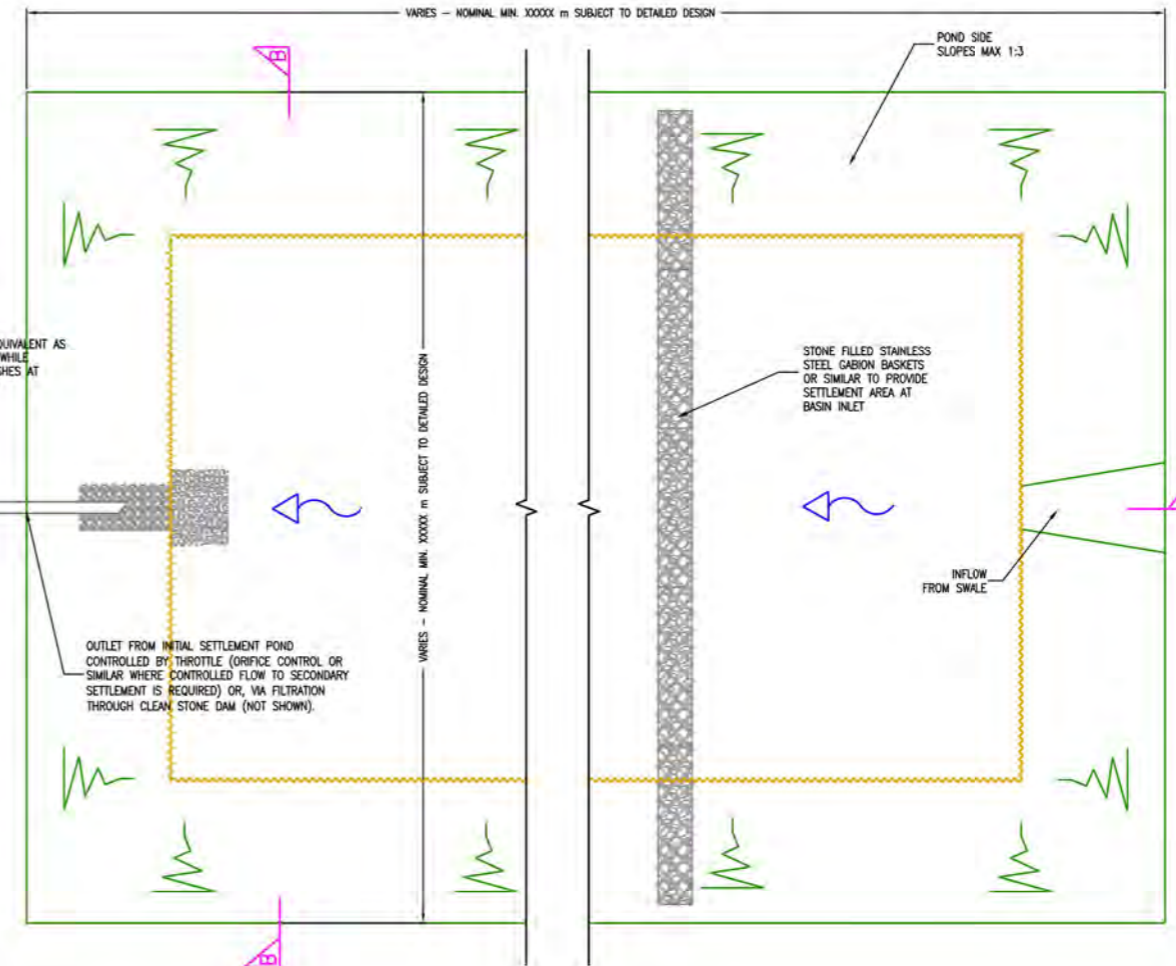 VARIES – NOMINAL MIN. XXXXX m SUBJECT TO DETAILED DESIGN
B
POND SIDE
SLOPES MAX 1:3
EQUIVALENT AS
WHILE
AT
STONE FILLED STAINLESS
STEEL GABION BASKETS
OR SIMILAR TO PROVIDE
SETTLEMENT AREA AT
BASIN INLET
VARIES – NOMINAL MIN. XXXXX m SUBJECT TO DETAILED DESIGN
INFLOW
FROM SWALE
OUTLET FROM INITIAL SETTLEMENT POND
CONTROLLED BY THROTTLE (ORIFICE CONTROL OR
SIMILAR WHERE CONTROLLED FLOW TO SECONDARY
SETTLEMENT IS REQUIRED) OR, VIA FILTRATION
THROUGH CLEAN STONE DAM (NOT SHOWN).
B